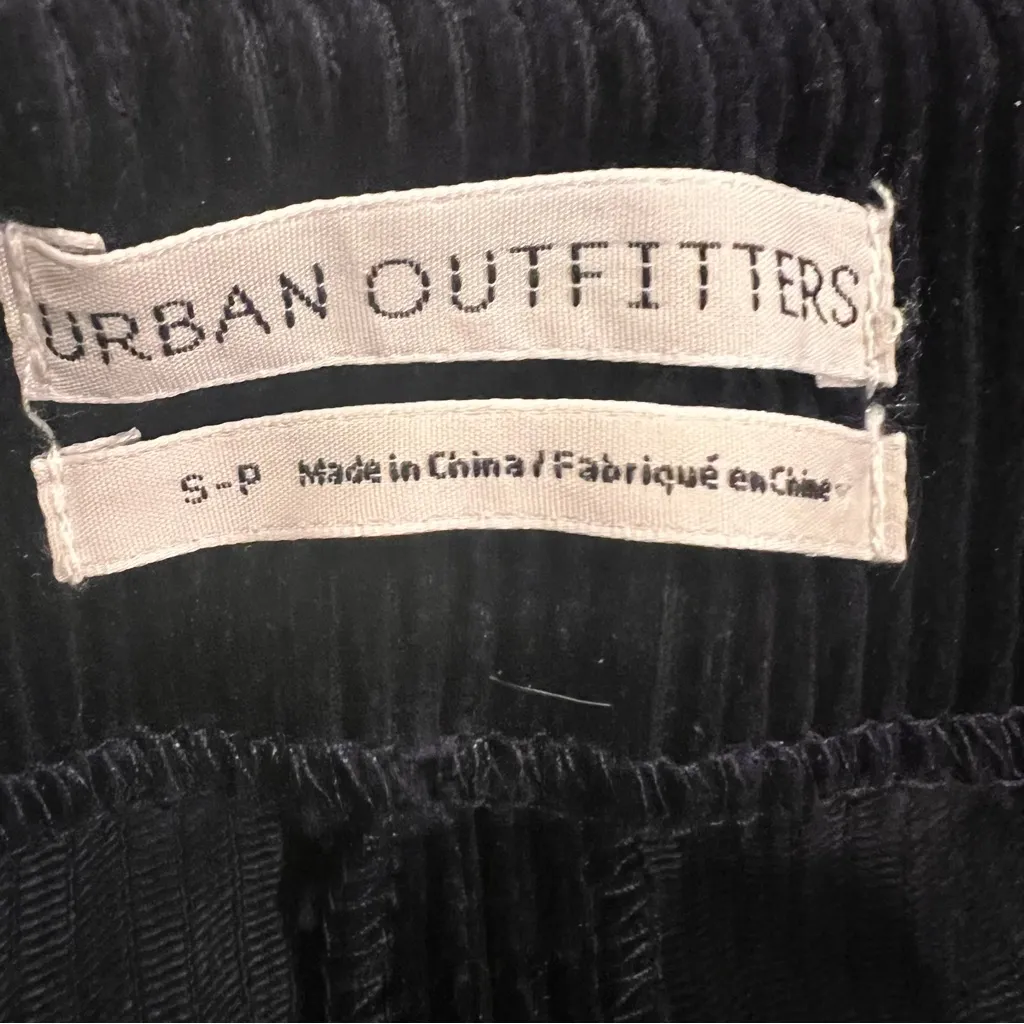 URBAN OUTFITTERS
S-P Made in China / Fabriqué en Chine